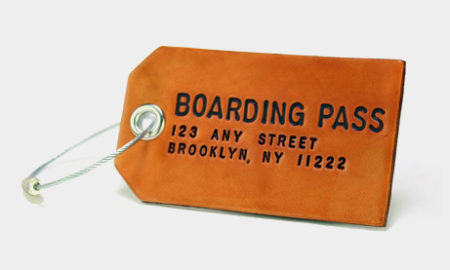 BOARDING PASS
123 ANY STREET
BROOKLYN, NY 11222